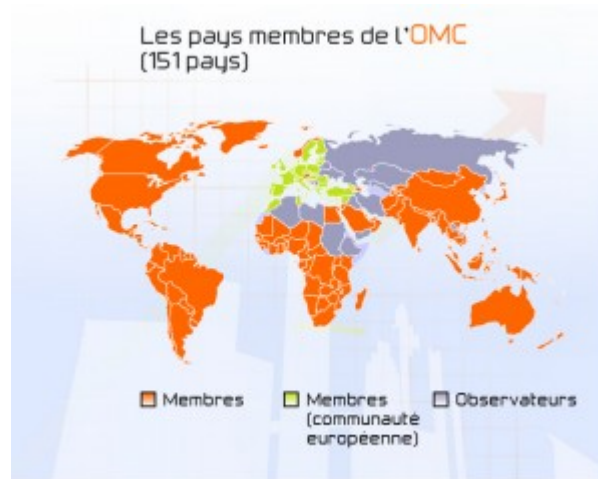 Les pays membres de l'OMC
(151 pays)
Membres
Membres
(communauté
européenne)
Observateurs